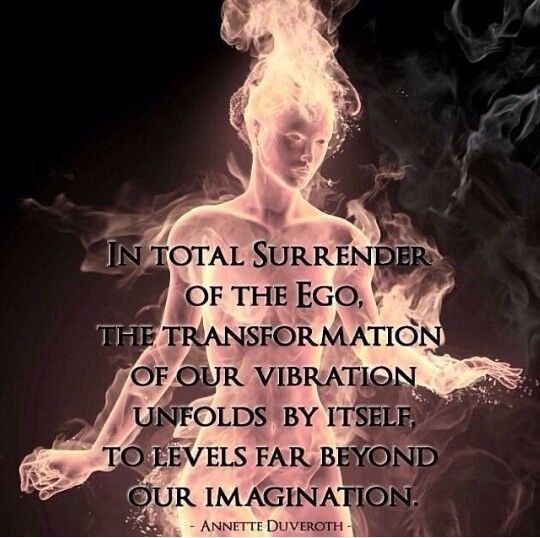 In total Surrender
of the Ego,
the transformation
of our vibration
unfolds by itself,
to levels far beyond
our imagination.
- Annette Duveroth -